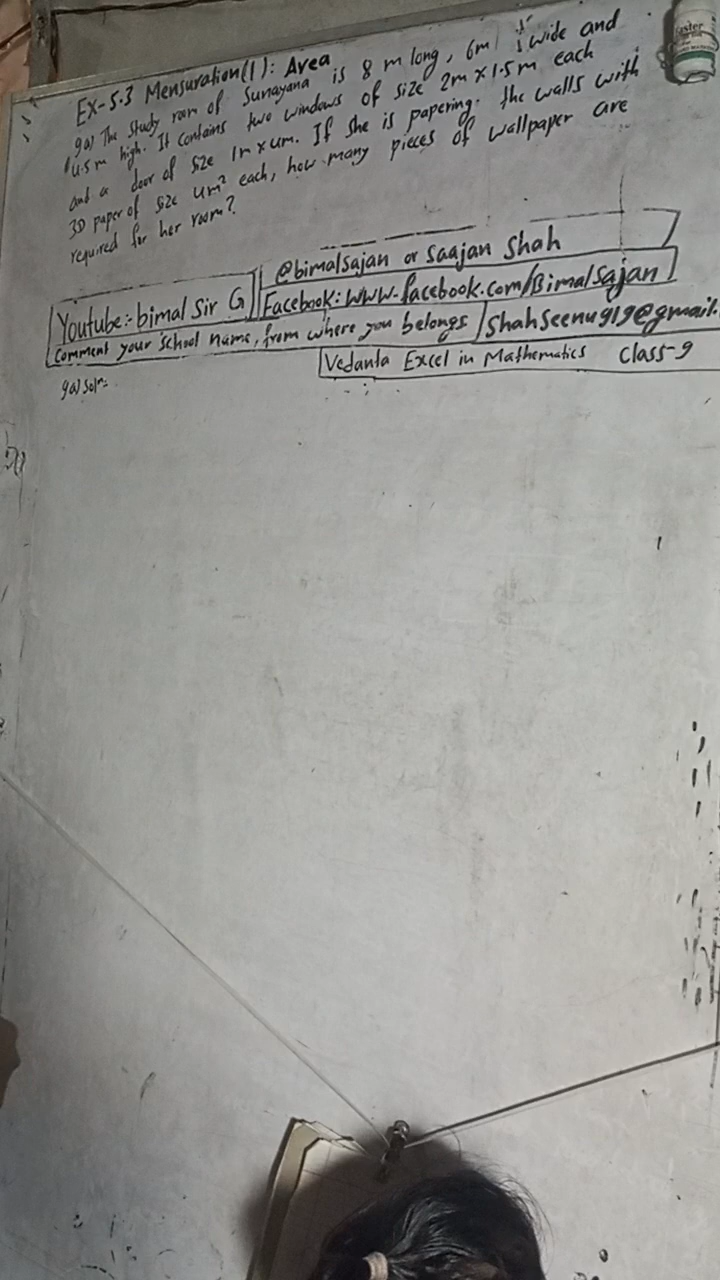 Ex-5.3 Mensuration(I): Area
9a) The study room of Sunayana is 8 m long, 6m wide and
4.5 m high. It contains two windows of size 2m x 1.5 m each
and a door of size 1m x 4m. If she is papering the walls with
3D paper of size 4m² each, how many pieces of wallpaper are
required for her room?
@bimalsajan or Saajan Shah
Youtube:- bimal Sir G
Facebook: www.facebook.com/Bimalsajan
Comment your School name, from where you belongs
Shahseenu919@gmail.
Vedanta Excel in Mathematics Class-9
9a) Solⁿ:-